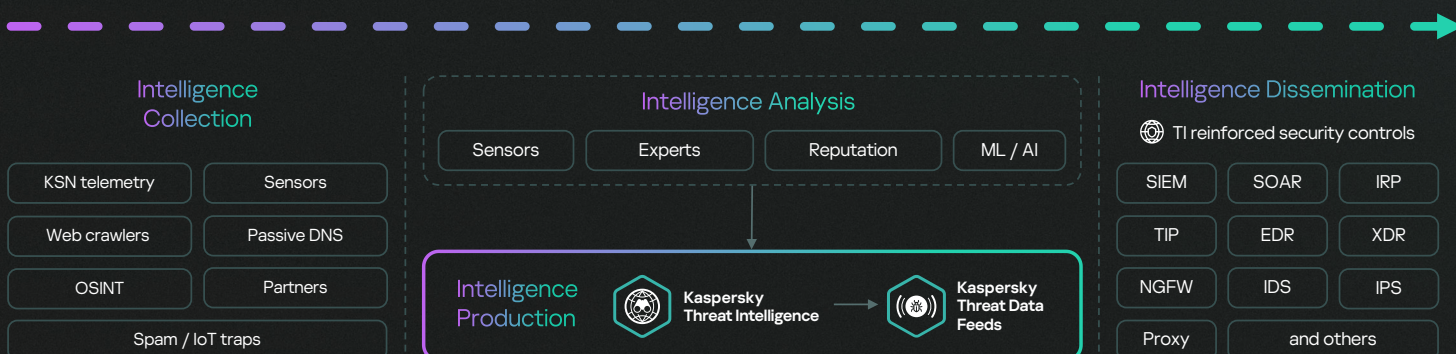 Intelligence
Collection
KSN telemetry
Sensors
Web crawlers
Passive DNS
OSINT
Partners
Spam / IoT traps
Intelligence Analysis
Sensors
Experts
Reputation
ML / AI
Intelligence
Production
Kaspersky
Threat Intelligence
Kaspersky
Threat Data
Feeds
Intelligence Dissemination
TI reinforced security controls
SIEM
SOAR
IRP
TIP
EDR
XDR
NGFW
IDS
IPS
Proxy
and others